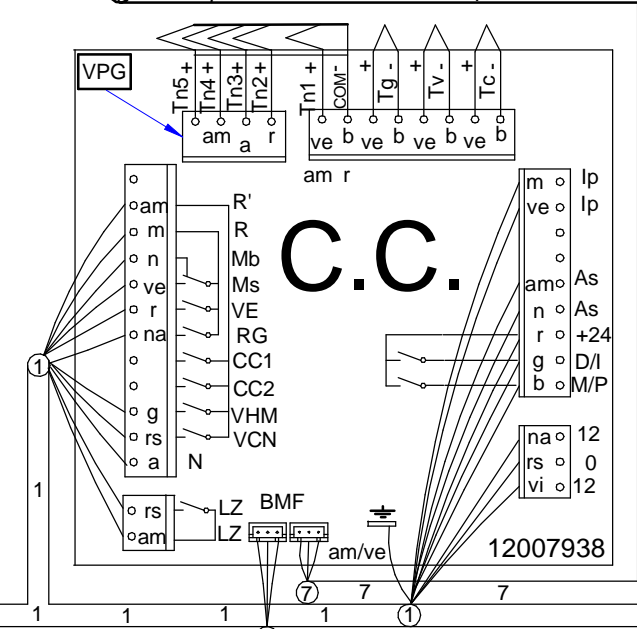 VPG
Tn5 +
Tn4 +
Tn3+
Tn2+
Tn1 +
COM-
+ Tg -
+ Tv -
+ Tc -
am a r
ve b ve b ve b ve b
am r
C.C.
am R'
m R
n Mb
ve Ms
r VE
na RG
CC1
CC2
g VHM
rs VCN
a N
rs LZ
am LZ
BMF
am/ve
m Ip
ve Ip
am As
n As
r +24
g D/I
b M/P
na 12
rs 0
vi 12
12007938
1
1
7 7 7
1 1 1 1 1 1